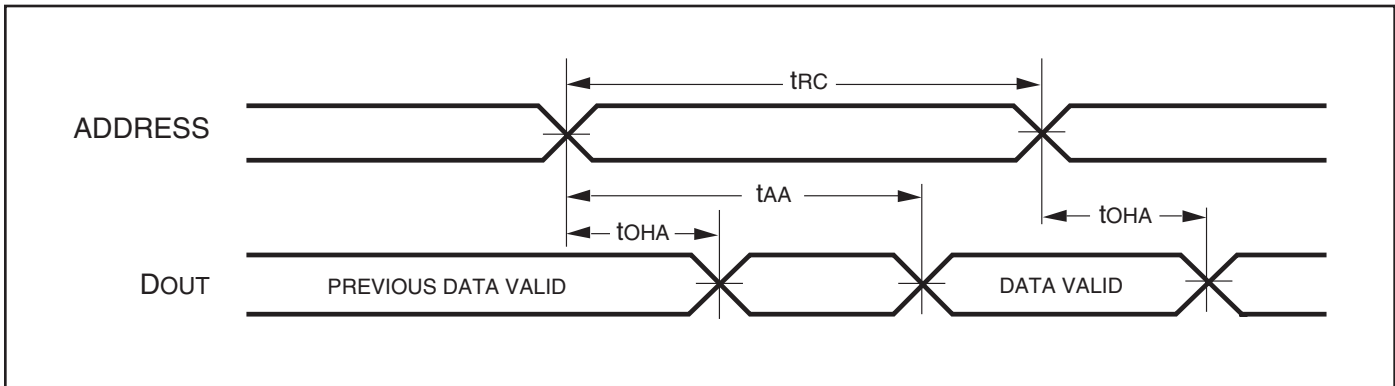 tRC
ADDRESS
tAA
tOHA
tOHA
DOUT
PREVIOUS DATA VALID
DATA VALID